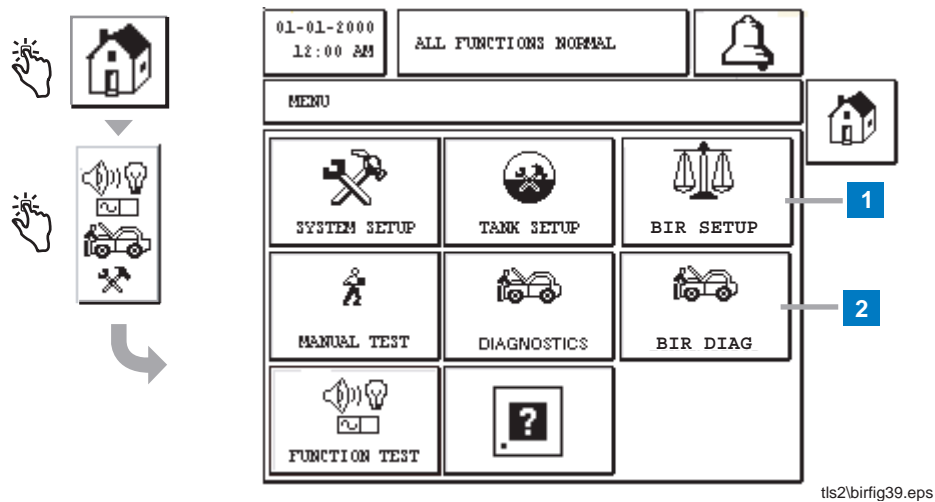 01-01-2000
12:00 AM
ALL FUNCTIONS NORMAL
MENU
SYSTEM SETUP
TANK SETUP
BIR SETUP
1
MANUAL TEST
DIAGNOSTICS
BIR DIAG
2
FUNCTION TEST
?
tls2\birfig39.eps